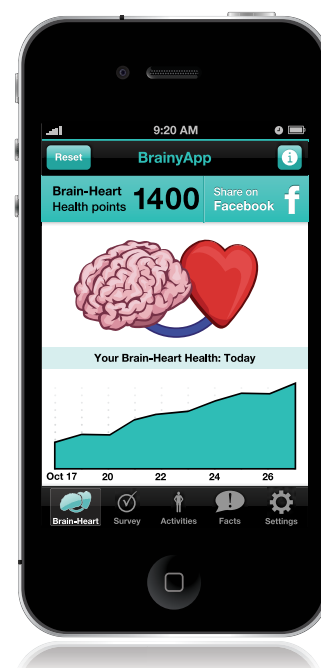 9:20 AM
Reset
BrainyApp
i
Brain-Heart
Health points
1400
Share on
Facebook
f
Your Brain-Heart Health: Today
Oct 17 20 22 24 26
Brain-Heart Survey Activities Facts Settings